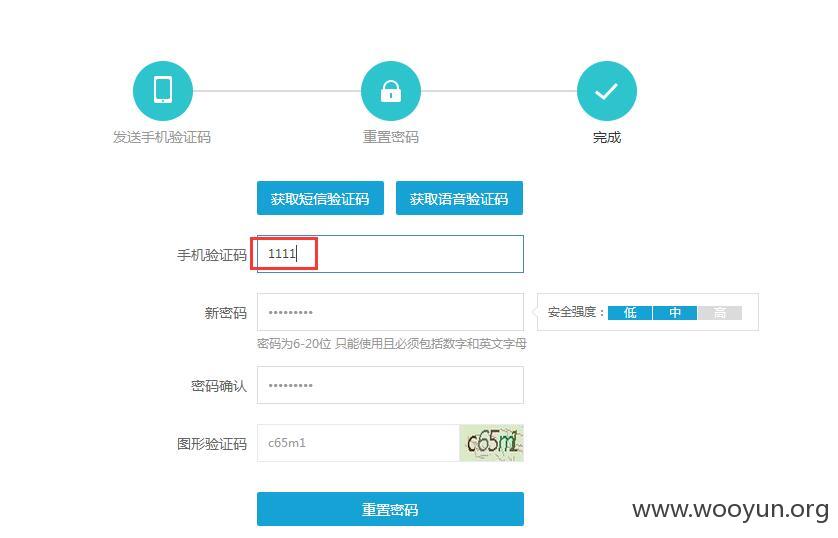 发送手机验证码 重置密码 完成
获取短信验证码 获取语音验证码
手机验证码 1111
新密码 ••••••••• 安全强度： 低 中 高
密码为6-20位 只能使用且必须包括数字和英文字母
密码确认 •••••••••
图形验证码 c65m1 c65m1
重置密码
www.wooyun.org